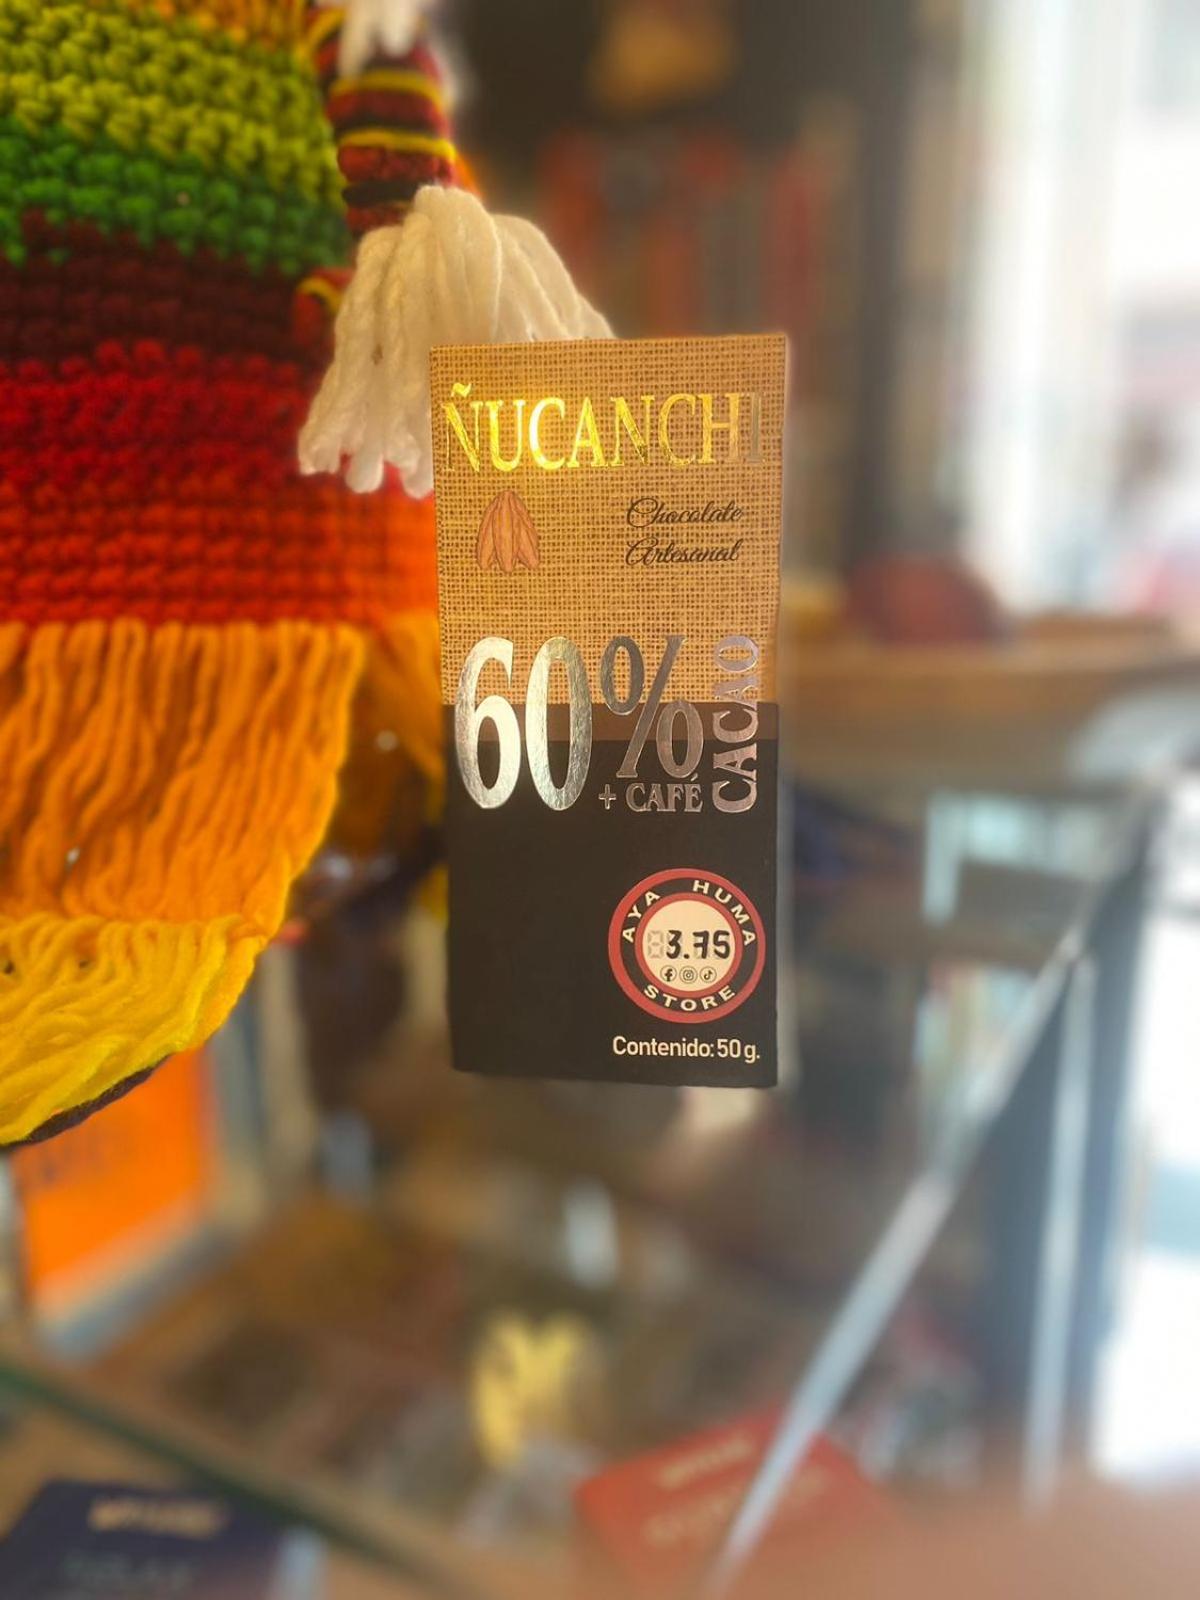 ÑUCANCHI
Chocolate
Artesanal
60%
CACAO
+ CAFÉ
AYA HUMA
3.75
STORE
Contenido: 50 g.